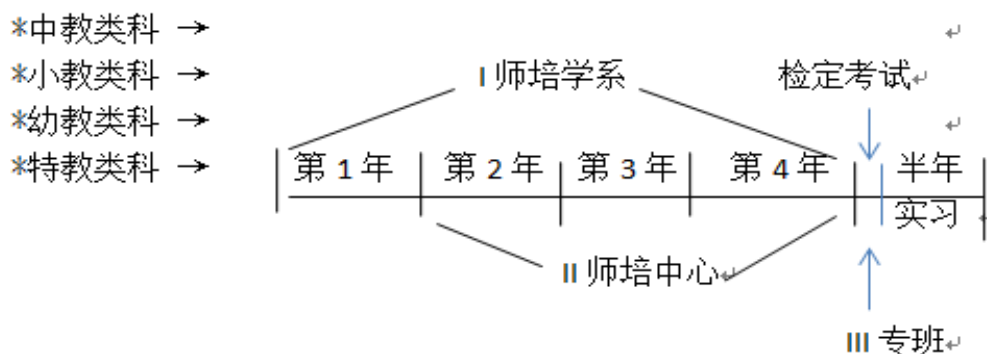 *中教类科 →
*小教类科 → I 师培学系 检定考试
*幼教类科 →
*特教类科 → 第 1 年 第 2 年 第 3 年 第 4 年 半年
实习
II 师培中心
III 专班